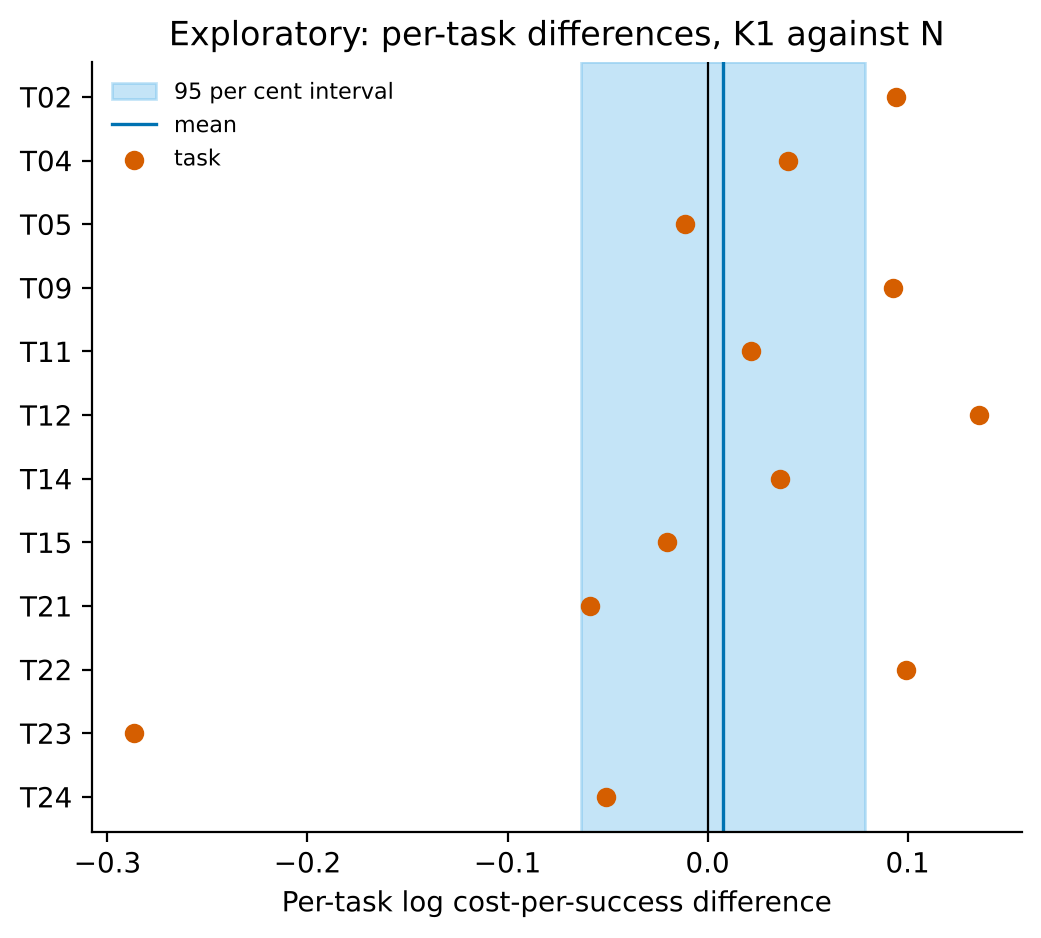 Exploratory: per-task differences, K1 against N
95 per cent interval
mean
task
T02
T04
T05
T09
T11
T12
T14
T15
T21
T22
T23
T24
−0.3
−0.2
−0.1
0.0
0.1
Per-task log cost-per-success difference